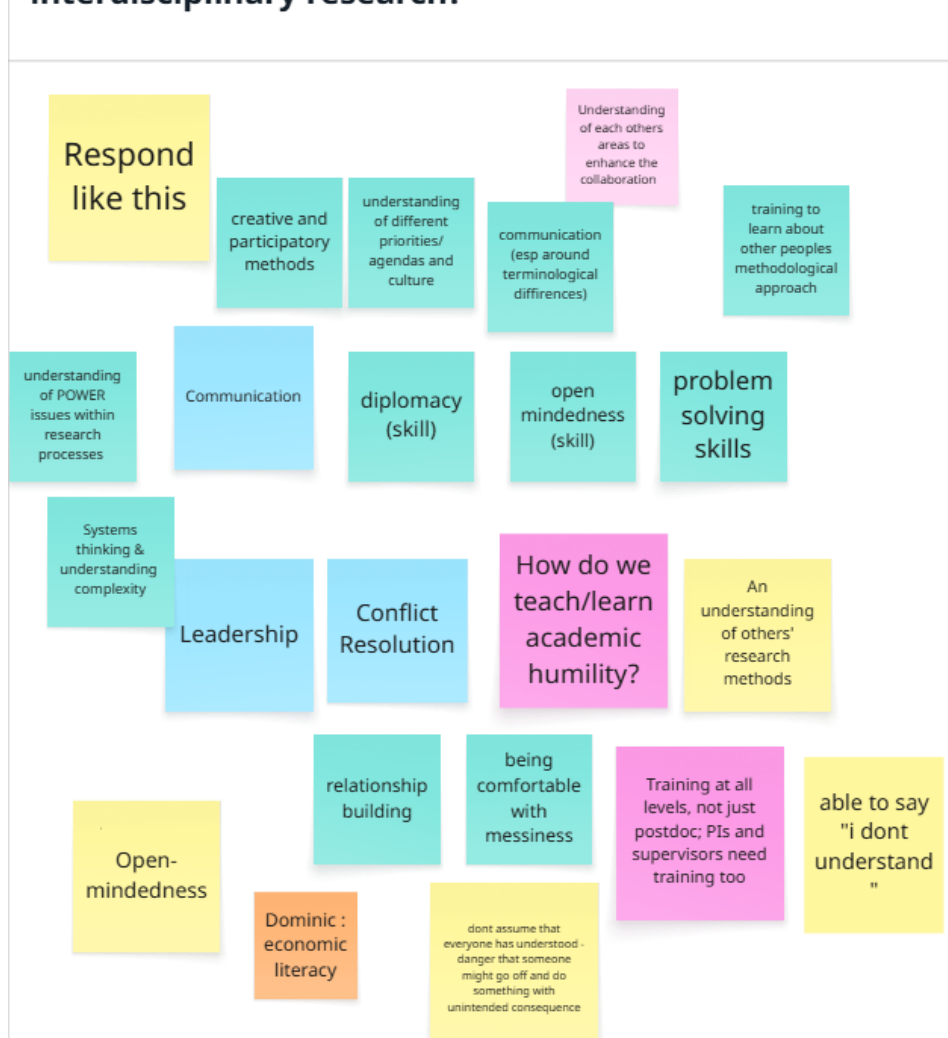 interdisciplinary research?
Respond
like this
creative and
participatory
methods
understanding
of different
priorities/
agendas and
culture
Understanding
of each others
areas to
enhance the
collaboration
communication
(esp around
terminological
diffirences)
training to
learn about
other peoples
methodological
approach
understanding
of POWER
issues within
research
processes
Communication
diplomacy
(skill)
open
mindedness
(skill)
problem
solving
skills
Systems
thinking &
understanding
complexity
Leadership
Conflict
Resolution
How do we
teach/learn
academic
humility?
An
understanding
of others'
research
methods
relationship
building
being
comfortable
with
messiness
Training at all
levels, not just
postdoc; PIs and
supervisors need
training too
able to say
"i dont
understand
"
Open-
mindedness
Dominic :
economic
literacy
dont assume that
everyone has understood -
danger that someone
might go off and do
something with
unintended consequence